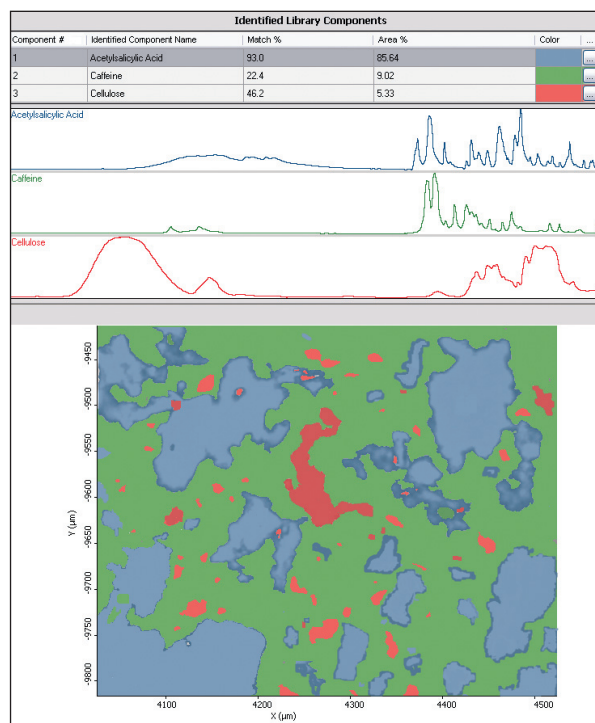 Identified Library Components
Component # Identified Component Name Match % Area % Color ...
1 Acetylsalicylic Acid 93.0 85.64 ...
2 Caffeine 22.4 9.02 ...
3 Cellulose 46.2 5.33 ...
Acetylsalicylic Acid
Caffeine
Cellulose
-9450
-9500
-9550
-9600
-9650
-9700
-9750
-9800
Y (µm)
4100 4200 4300 4400 4500
X (µm)